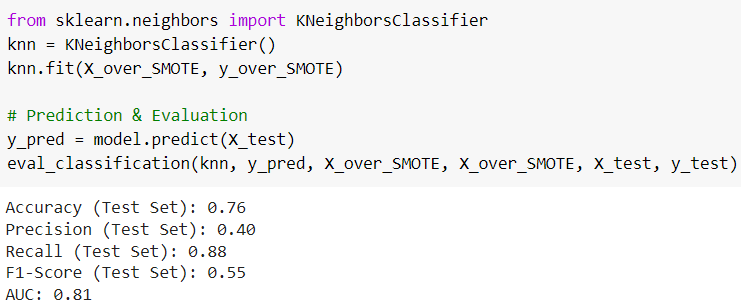 from sklearn.neighbors import KNeighborsClassifier
knn = KNeighborsClassifier()
knn.fit(X_over_SMOTE, y_over_SMOTE)
# Prediction & Evaluation
y_pred = model.predict(X_test)
eval_classification(knn, y_pred, X_over_SMOTE, X_over_SMOTE, X_test, y_test)
Accuracy (Test Set): 0.76
Precision (Test Set): 0.40
Recall (Test Set): 0.88
F1-Score (Test Set): 0.55
AUC: 0.81